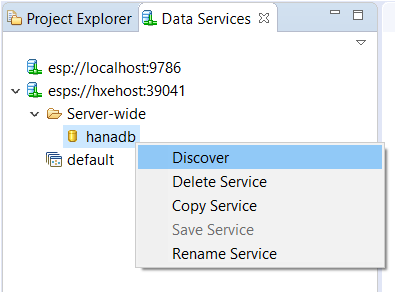 Project Explorer Data Services
esp://localhost:9786
esps://hxehost:39041
Server-wide
hanadb
default
Discover
Delete Service
Copy Service
Save Service
Rename Service